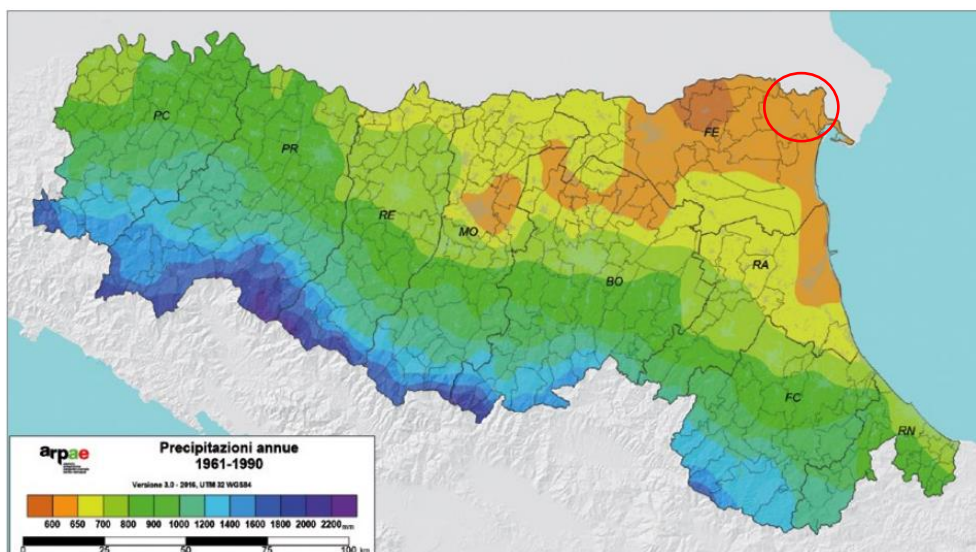 PC
PR
RE
MO
BO
FE
RA
FC
RN
arpae
Precipitazioni annue
1961-1990
Versione 3.0 - 2016, UTM 32 WGS84
600 650 700 800 900 1000 1200 1400 1600 1800 2000 2200 mm
0 25 50 75 100 km